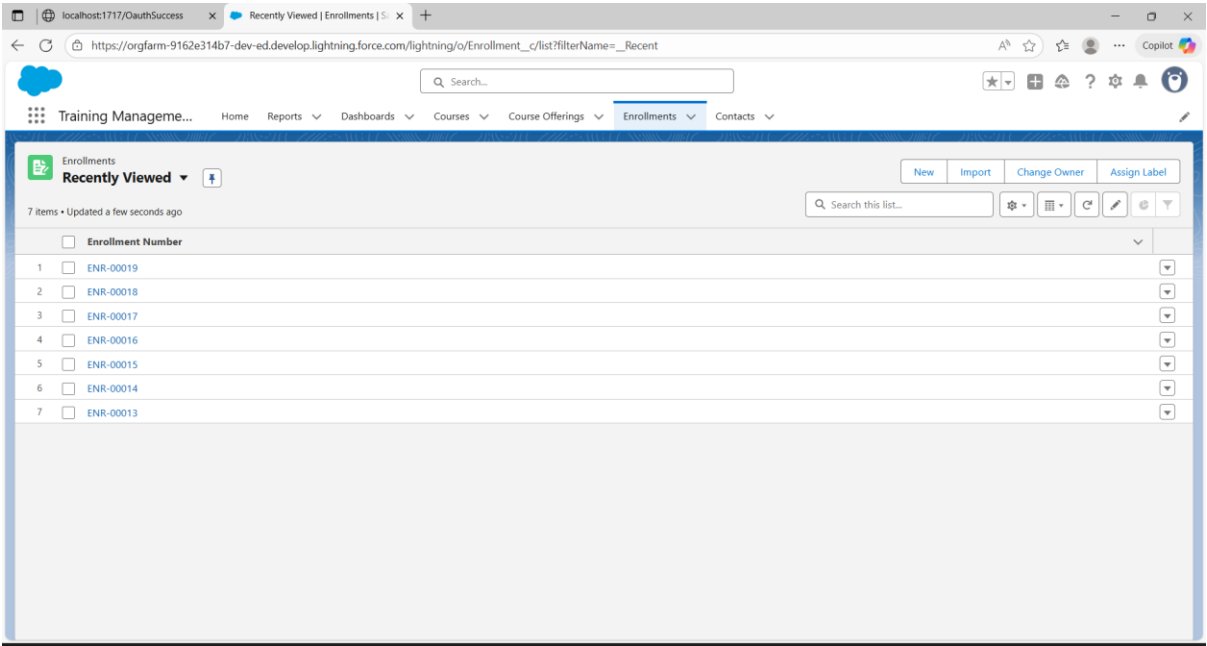 localhost:1717/OauthSuccess
Recently Viewed | Enrollments | Sa
https://orgfarm-9162e314b7-dev-ed.develop.lightning.force.com/lightning/o/Enrollment__c/list?filterName=__Recent
Copilot
Search...
Training Manageme...
Home Reports Dashboards Courses Course Offerings Enrollments Contacts
Enrollments
Recently Viewed
New Import Change Owner Assign Label
7 items • Updated a few seconds ago
Search this list...
Enrollment Number
1 ENR-00019
2 ENR-00018
3 ENR-00017
4 ENR-00016
5 ENR-00015
6 ENR-00014
7 ENR-00013